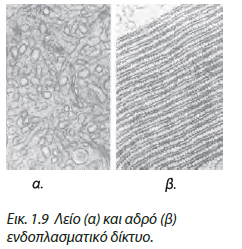 α.
β.
Εικ. 1.9 Λείο (α) και αδρό (β)
ενδοπλασματικό δίκτυο.